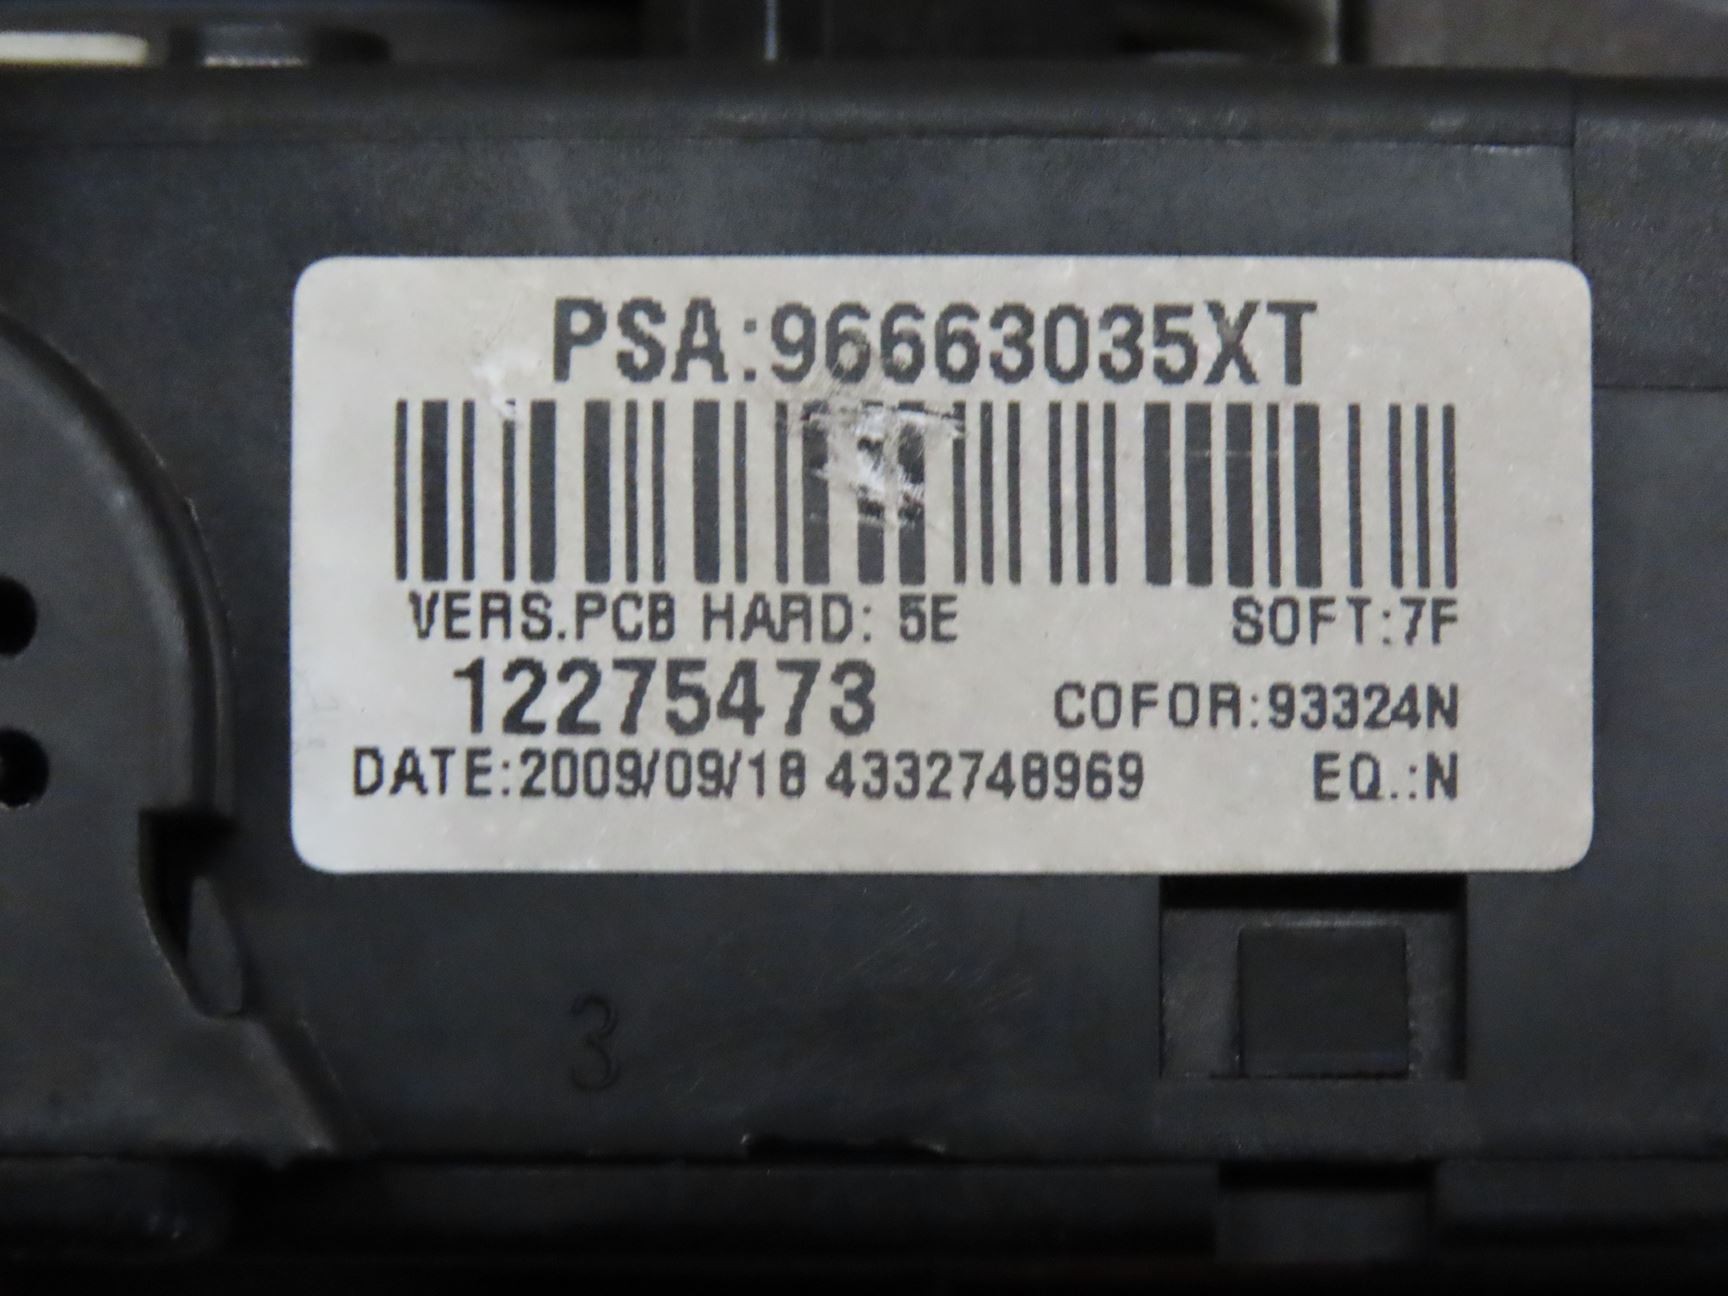 PSA:96663035XT
VERS.PCB HARD: 5E SOFT:7F
12275473 COFOR:93324N
DATE:2009/09/18 4332748969 EQ.:N
3